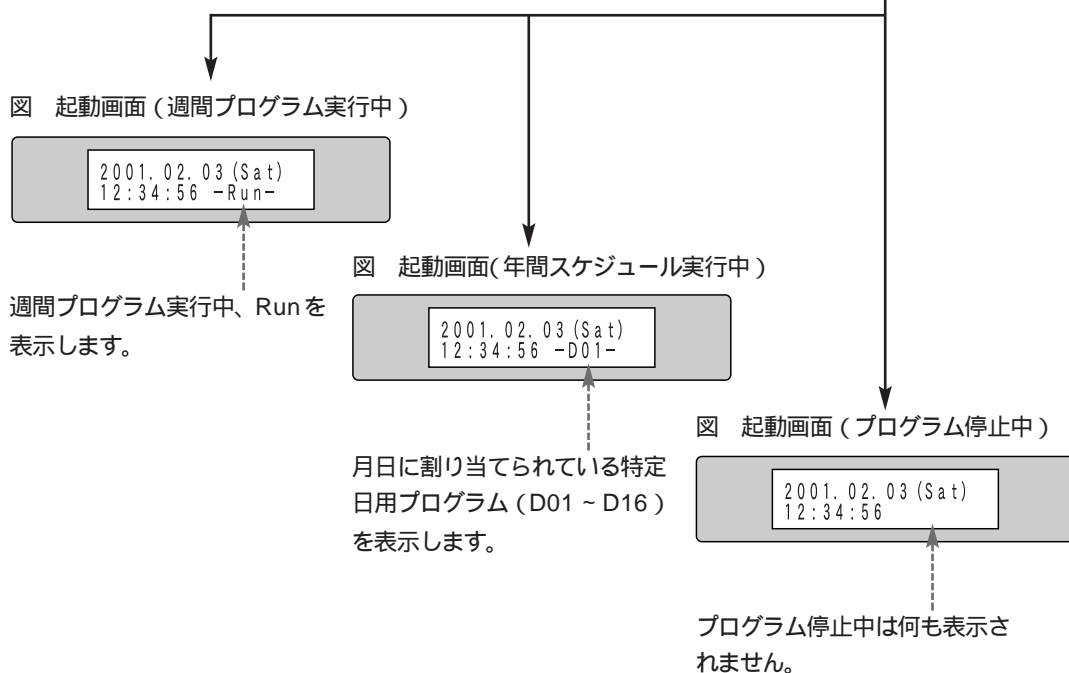 図　起動画面（週間プログラム実行中）
2001.02.03(Sat)
12:34:56 -Run-
週間プログラム実行中、Runを
表示します。
図　起動画面(年間スケジュール実行中）
2001.02.03(Sat)
12:34:56 -D01-
月日に割り当てられている特定
日用プログラム（D01 ~ D16）
を表示します。
図　起動画面（プログラム停止中）
2001.02.03(Sat)
12:34:56
プログラム停止中は何も表示さ
れません。